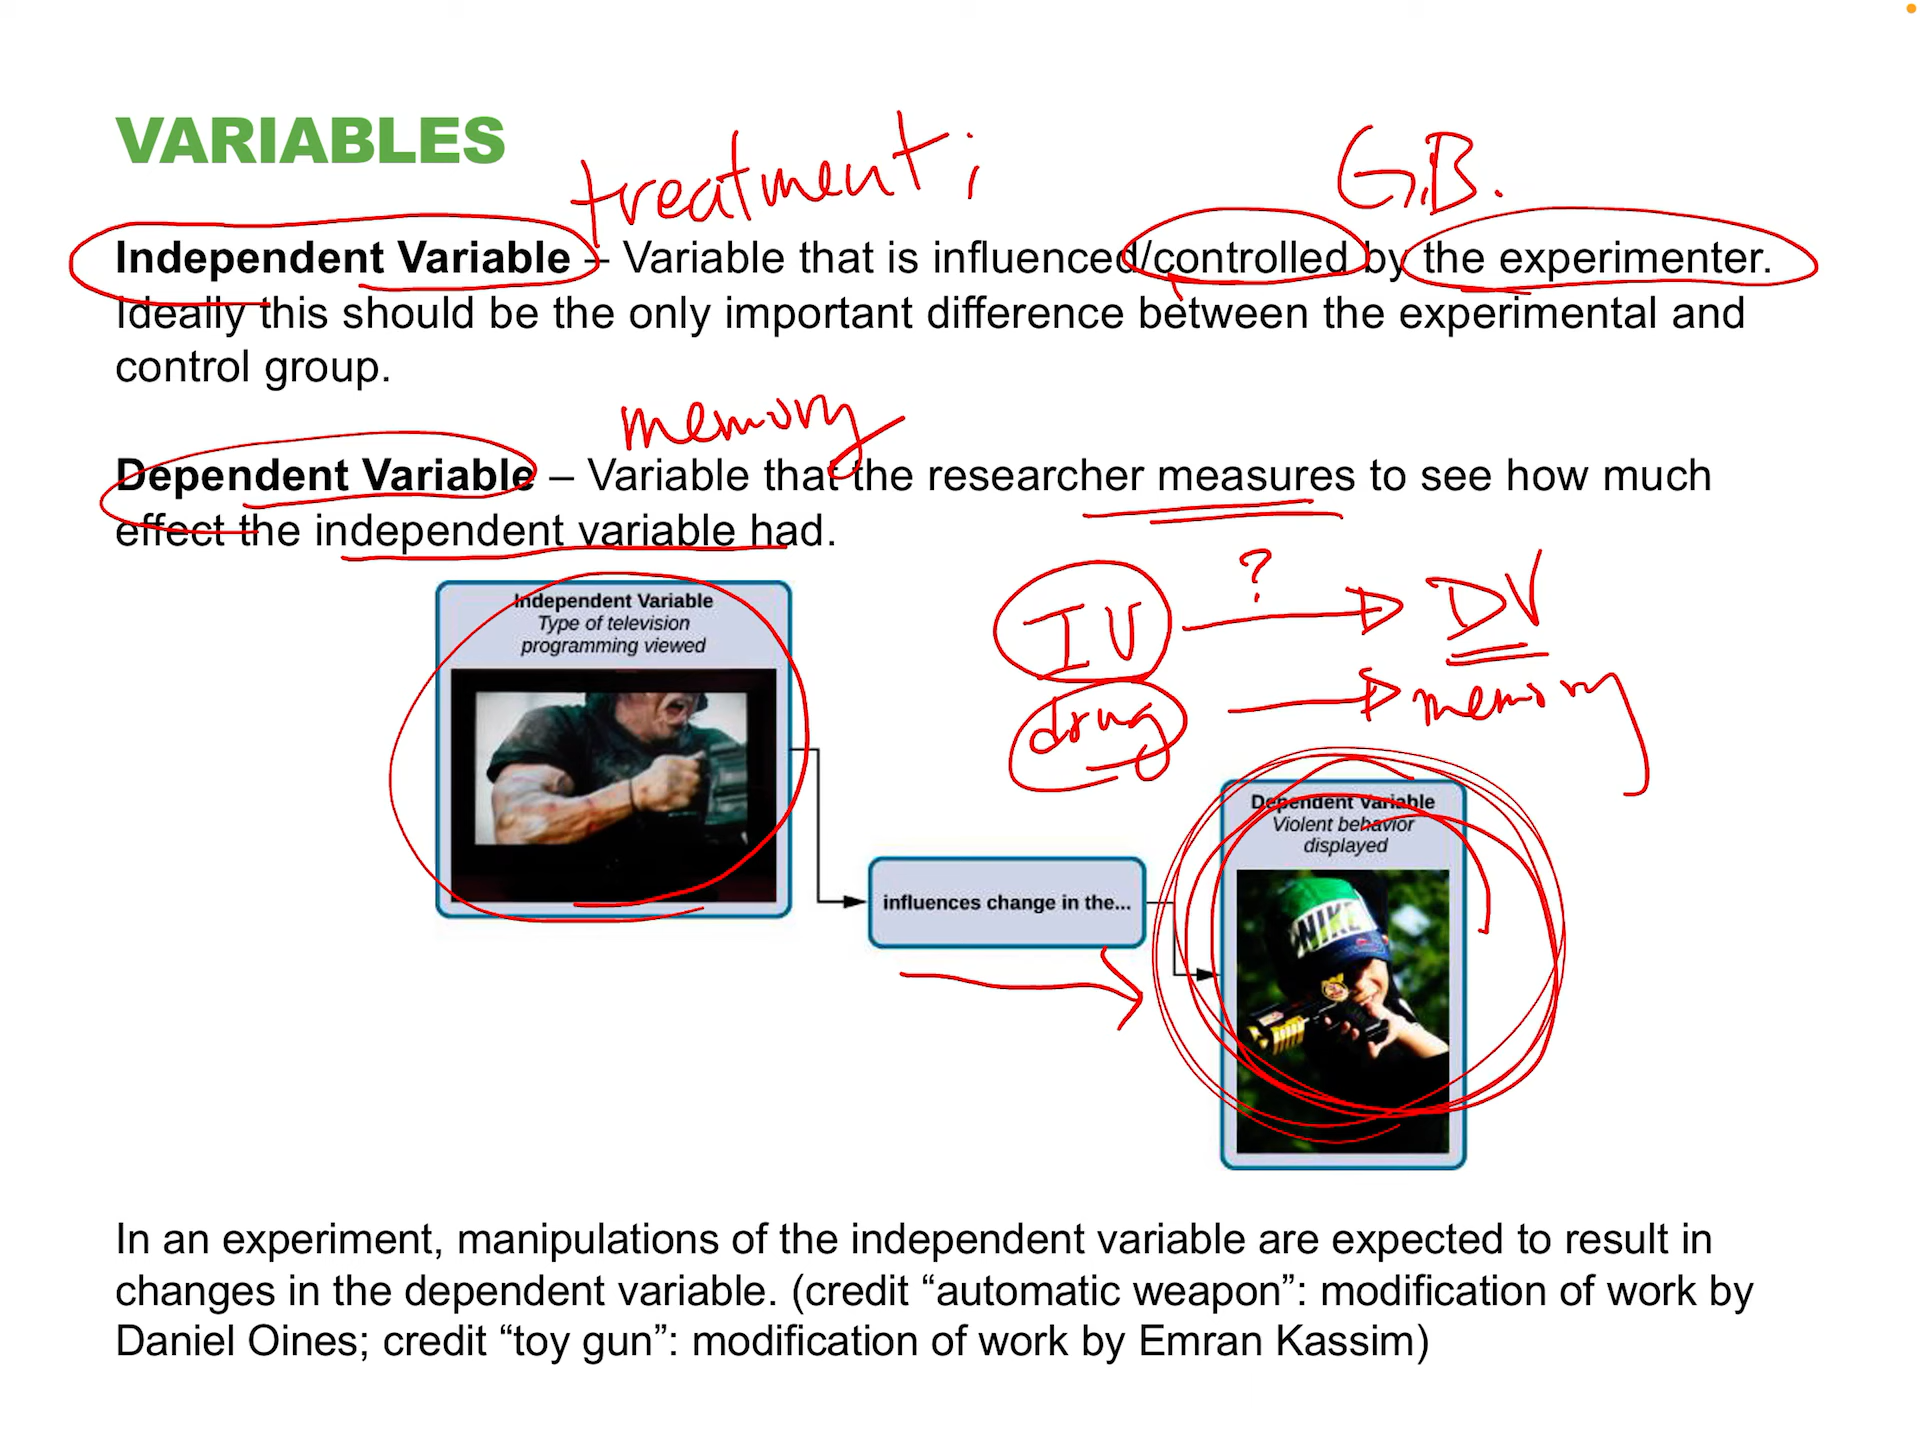 VARIABLES
treatment;
G.B.
Independent Variable – Variable that is influenced/controlled by the experimenter.
Ideally this should be the only important difference between the experimental and
control group.
memory
Dependent Variable – Variable that the researcher measures to see how much
effect the independent variable had.
IV ? DV
drug memory
Independent Variable
Type of television
programming viewed
influences change in the...
Dependent Variable
Violent behavior
displayed
NIKE
In an experiment, manipulations of the independent variable are expected to result in
changes in the dependent variable. (credit “automatic weapon”: modification of work by
Daniel Oines; credit “toy gun”: modification of work by Emran Kassim)